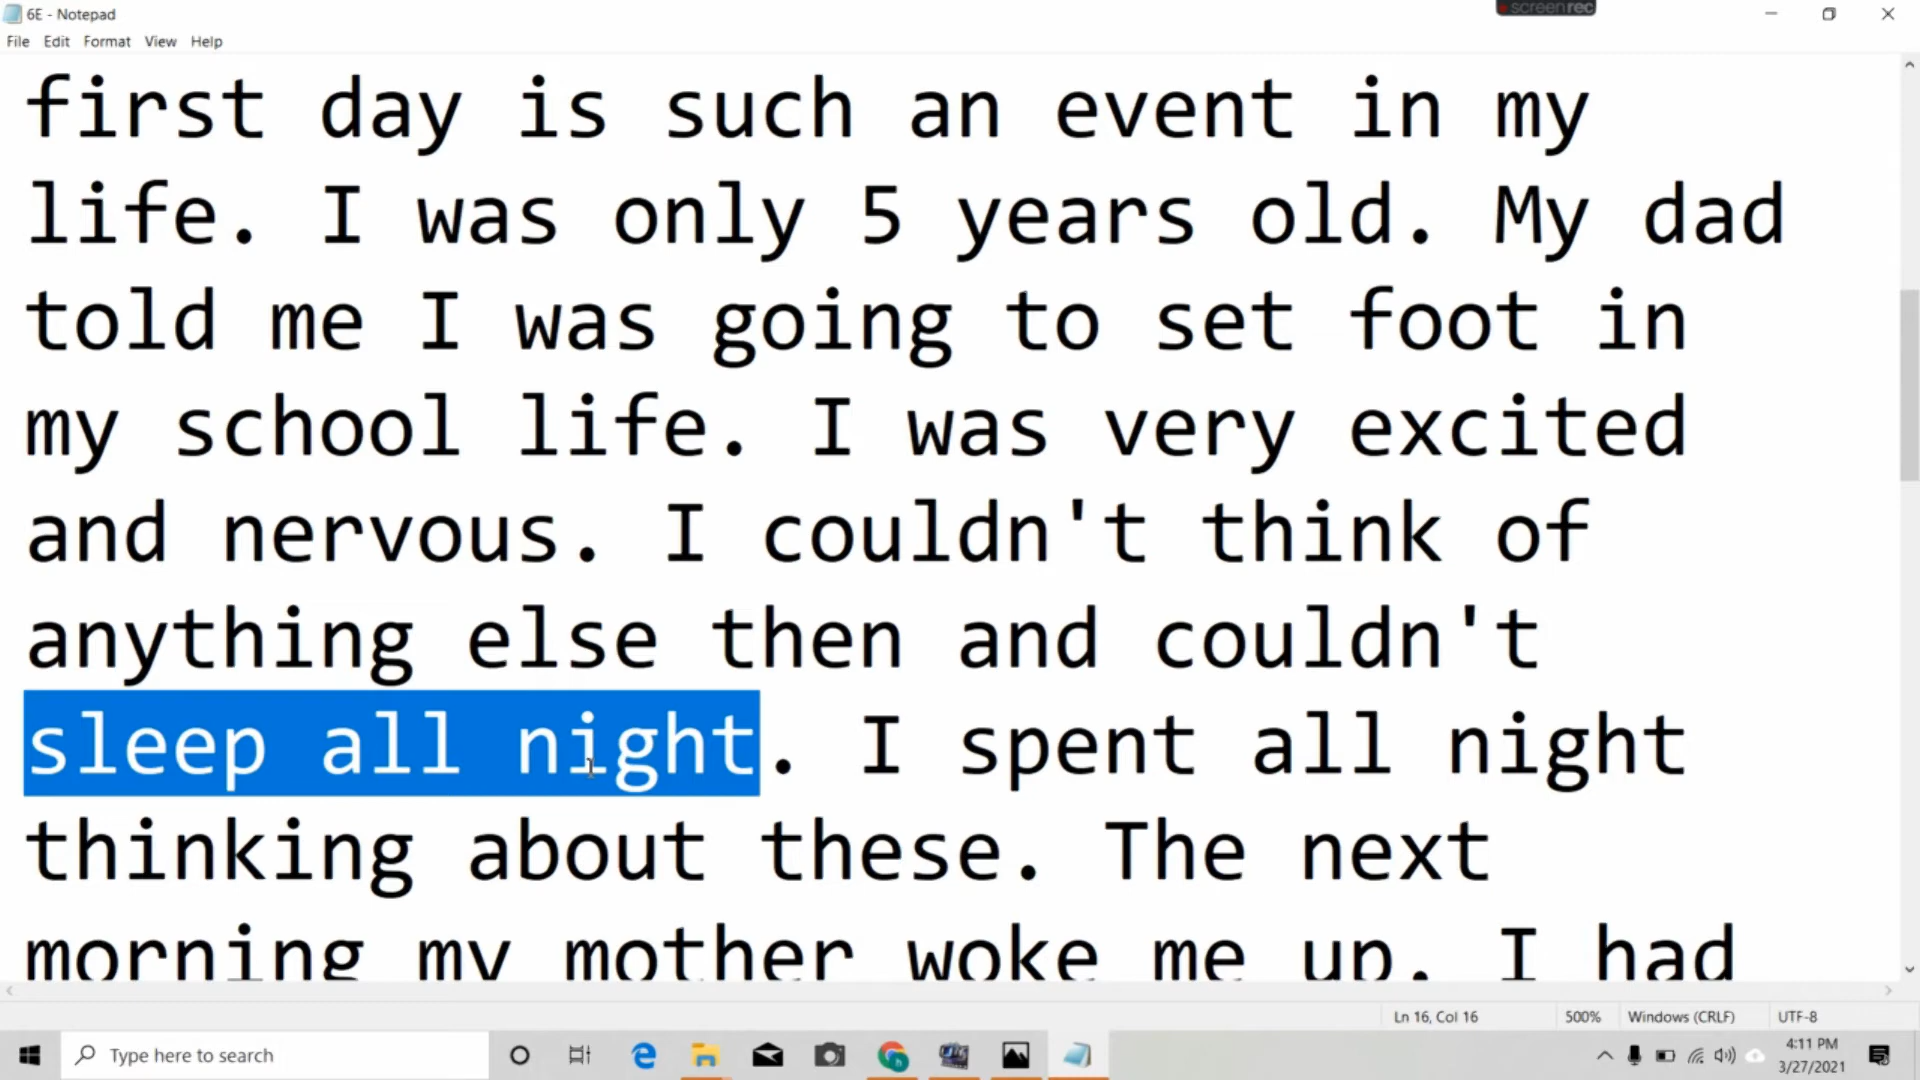 6E - Notepad
screenrec
File Edit Format View Help
first day is such an event in my
life. I was only 5 years old. My dad
told me I was going to set foot in
my school life. I was very excited
and nervous. I couldn't think of
anything else then and couldn't
sleep all night. I spent all night
thinking about these. The next
morning my mother woke me up. I had
Ln 16, Col 16 500% Windows (CRLF) UTF-8
Type here to search
4:11 PM
3/27/2021